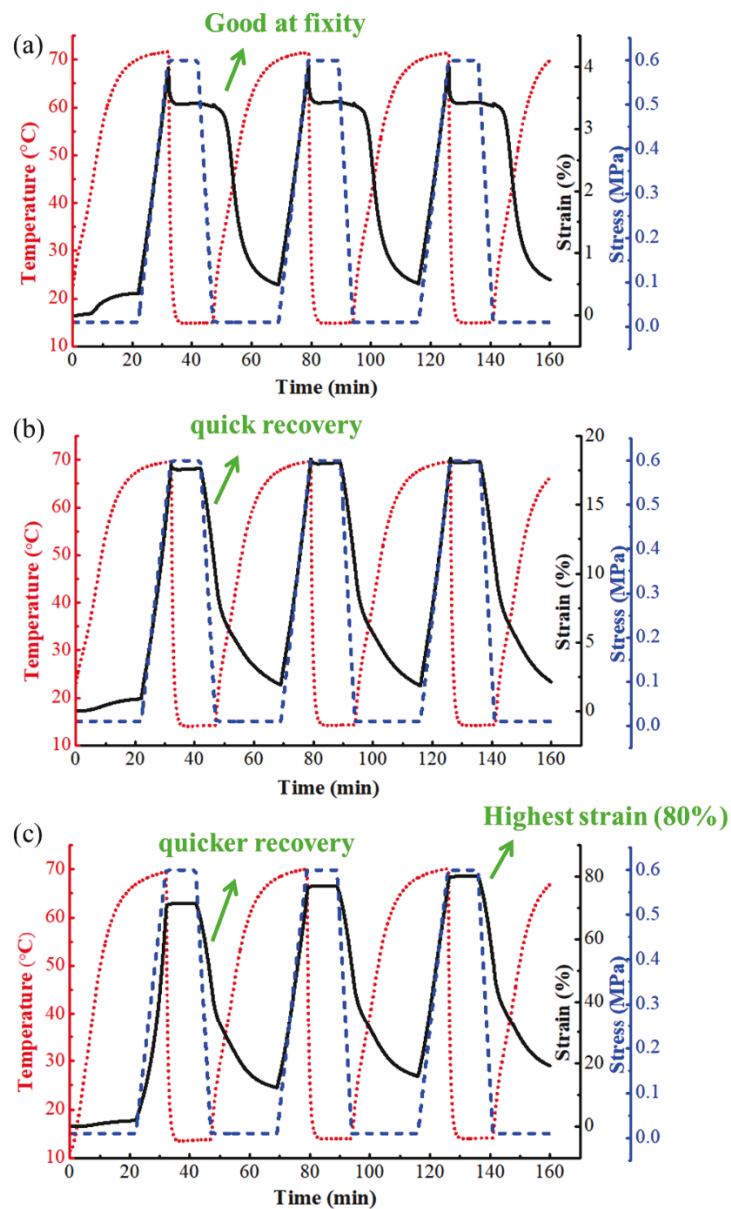 (a)
Good at fixity
70
60
50
40
30
20
10
Temperature (°C)
4
3
2
1
0
Strain (%)
0.6
0.5
0.4
0.3
0.2
0.1
0.0
Stress (MPa)
0 20 40 60 80 100 120 140 160
Time (min)
(b)
quick recovery
70
60
50
40
30
20
10
Temperature (°C)
20
15
10
5
0
Strain (%)
0.6
0.5
0.4
0.3
0.2
0.1
0.0
Stress (MPa)
0 20 40 60 80 100 120 140 160
Time (min)
(c)
quicker recovery
Highest strain (80%)
70
60
50
40
30
20
10
Temperature (°C)
80
60
40
20
0
Strain (%)
0.6
0.5
0.4
0.3
0.2
0.1
0.0
Stress (MPa)
0 20 40 60 80 100 120 140 160
Time (min)